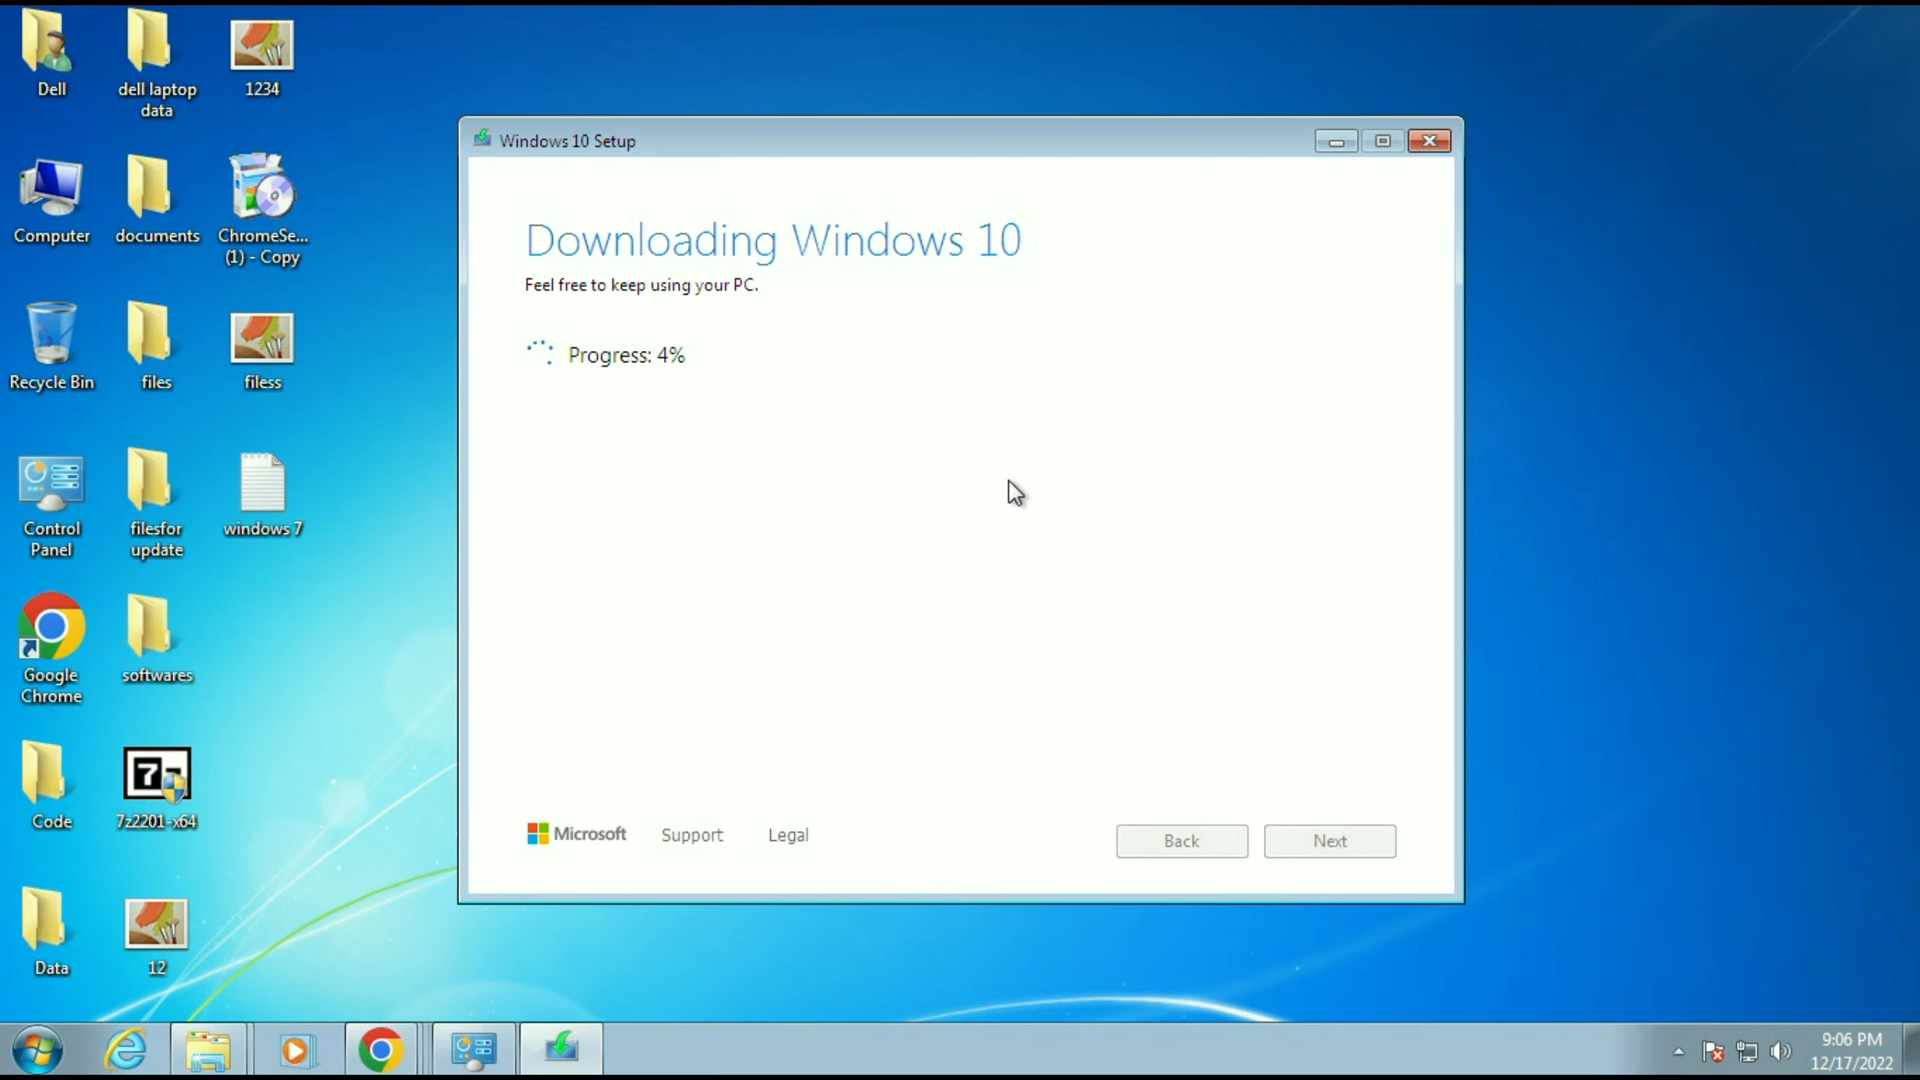 Dell
dell laptop
data
1234
Computer
documents
ChromeSe...
(1) - Copy
Recycle Bin
files
filess
Control
Panel
filesfor
update
windows 7
Google
Chrome
softwares
Code
7z2201-x64
Data
12
Windows 10 Setup
Downloading Windows 10
Feel free to keep using your PC.
Progress: 4%
Microsoft
Support
Legal
Back
Next
9:06 PM
12/17/2022